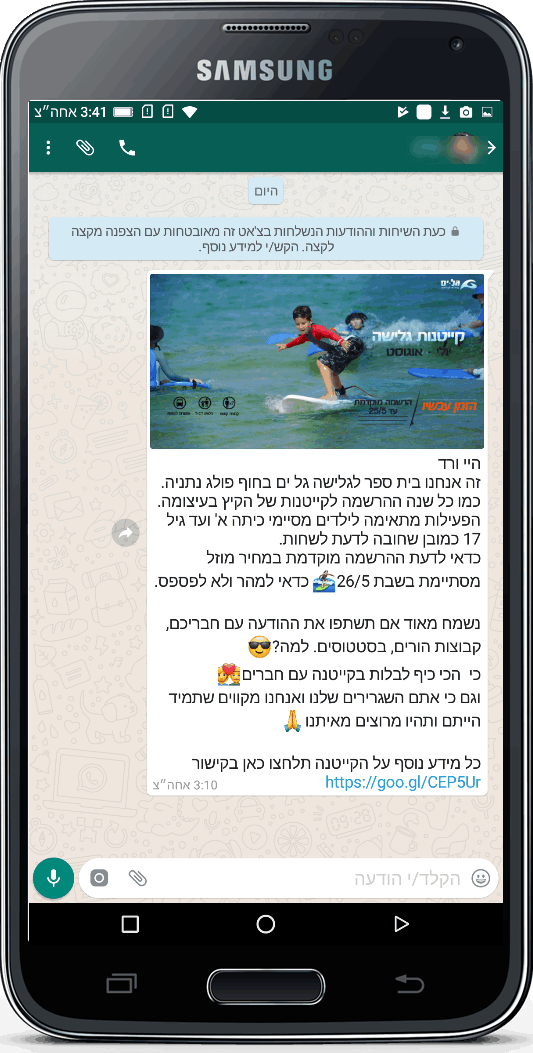 SAMSUNG
3:41 אחה״צ
היום
כעת השיחות וההודעות הנשלחות בצ'אט זה מאובטחות עם הצפנה מקצה
לקצה. הקש/י למידע נוסף.
גל-ים
קייטנות גלישה
יולי - אוגוסט
הרשמה מוקדמת
עד 25/5
הזמן עכשיו
היי ורד
זה אנחנו בית ספר לגלישה גל ים בחוף פולג נתניה.
כמו כל שנה ההרשמה לקייטנות של הקיץ בעיצומה.
הפעילות מתאימה לילדים מסיימי כיתה א' ועד גיל
17 כמובן שחובה לדעת לשחות.
כדאי לדעת ההרשמה מוקדמת במחיר מוזל
מסתיימת בשבת 26/5🏄 כדאי למהר ולא לפספס.
נשמח מאוד אם תשתפו את ההודעה עם חבריכם,
קבוצות הורים, בסטטוסים. למה?😎
כי הכי כיף לבלות בקייטנה עם חברים💑
וגם כי אתם השגרירים שלנו ואנחנו מקווים שתמיד
הייתם ותהיו מרוצים מאיתנו🙏
כל מידע נוסף על הקייטנה תלחצו כאן בקישור
https://goo.gl/CEP5Ur
3:10 אחה״צ
הקלד/י הודעה